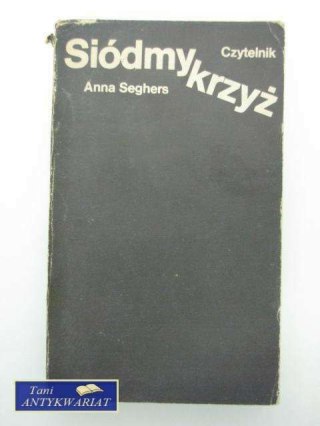 Siódmy
krzyż
Czytelnik
Anna Seghers
Tani
ANTYKWARIAT